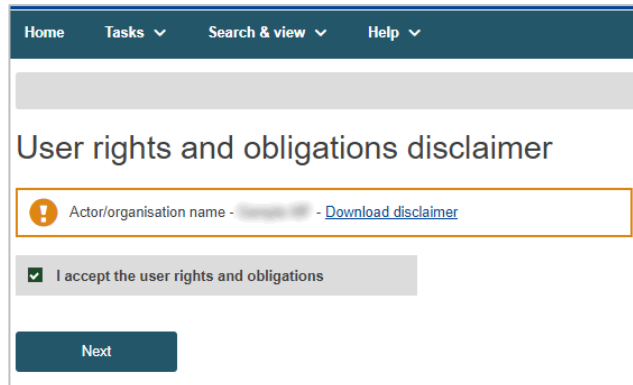 Home Tasks Search & view Help
User rights and obligations disclaimer
Actor/organisation name - - Download disclaimer
I accept the user rights and obligations
Next